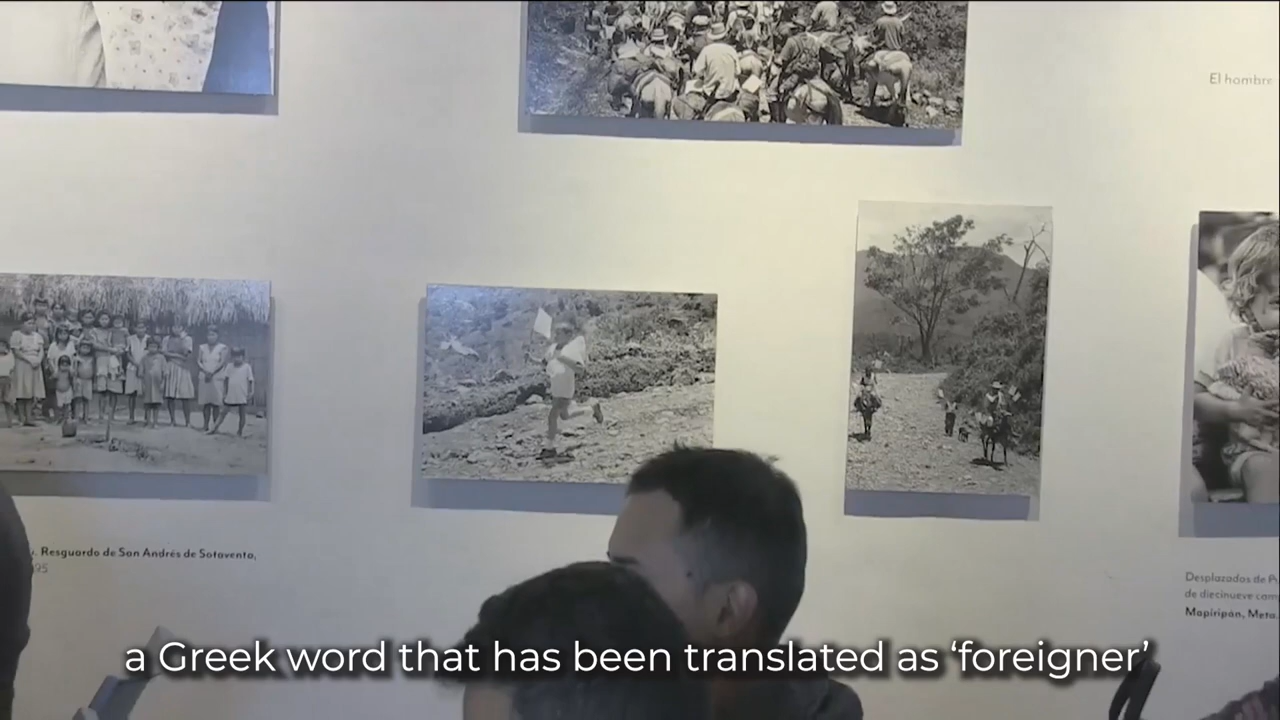 El hombre
Resguardo de San Andrés de Sotavento,
Desplazados de
de diecinueve
Mapiripán, Meta.
a Greek word that has been translated as ‘foreigner’